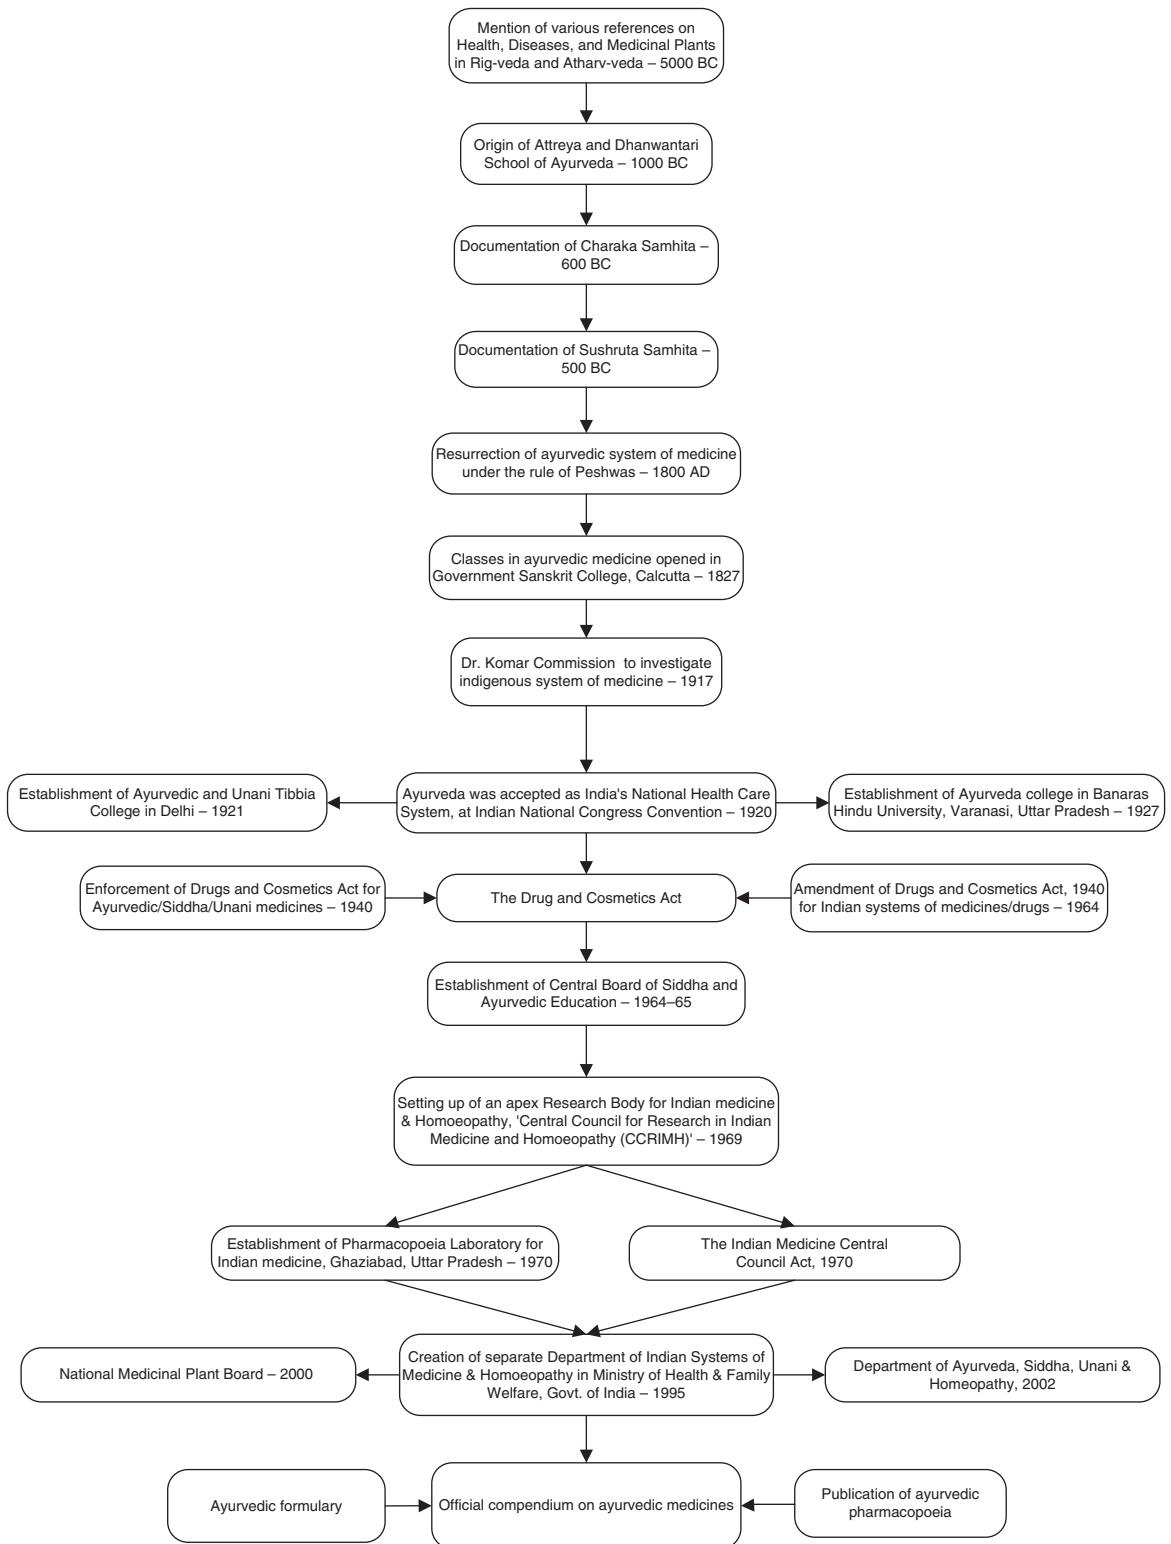 Mention of various references on
Health, Diseases, and Medicinal Plants
in Rig-veda and Atharv-veda – 5000 BC
Origin of Attreya and Dhanwantari
School of Ayurveda – 1000 BC
Documentation of Charaka Samhita –
600 BC
Documentation of Sushruta Samhita –
500 BC
Resurrection of ayurvedic system of medicine
under the rule of Peshwas – 1800 AD
Classes in ayurvedic medicine opened in
Government Sanskrit College, Calcutta – 1827
Dr. Komar Commission to investigate
indigenous system of medicine – 1917
Establishment of Ayurvedic and Unani Tibbia
College in Delhi – 1921
Ayurveda was accepted as India's National Health Care
System, at Indian National Congress Convention – 1920
Establishment of Ayurveda college in Banaras
Hindu University, Varanasi, Uttar Pradesh – 1927
Enforcement of Drugs and Cosmetics Act for
Ayurvedic/Siddha/Unani medicines – 1940
The Drug and Cosmetics Act
Amendment of Drugs and Cosmetics Act, 1940
for Indian systems of medicines/drugs – 1964
Establishment of Central Board of Siddha and
Ayurvedic Education – 1964–65
Setting up of an apex Research Body for Indian medicine
& Homoeopathy, 'Central Council for Research in Indian
Medicine and Homoeopathy (CCRIMH)' – 1969
Establishment of Pharmacopoeia Laboratory for
Indian medicine, Ghaziabad, Uttar Pradesh – 1970
The Indian Medicine Central
Council Act, 1970
National Medicinal Plant Board – 2000
Creation of separate Department of Indian Systems of
Medicine & Homoeopathy in Ministry of Health & Family
Welfare, Govt. of India – 1995
Department of Ayurveda, Siddha, Unani &
Homeopathy, 2002
Ayurvedic formulary
Official compendium on ayurvedic medicines
Publication of ayurvedic
pharmacopoeia